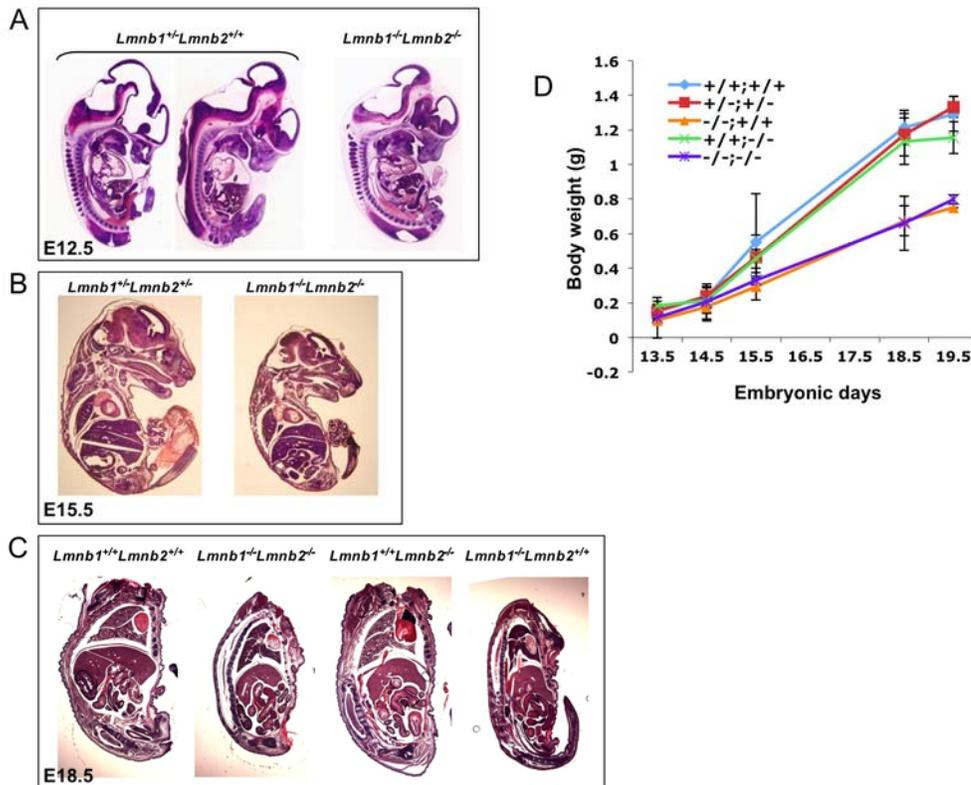 A
Lmnb1+/-Lmnb2+/+
Lmnb1-/-Lmnb2-/-
E12.5
B
Lmnb1+/-Lmnb2+/-
Lmnb1-/-Lmnb2-/-
E15.5
C
Lmnb1+/+Lmnb2+/+
Lmnb1-/-Lmnb2-/-
Lmnb1+/+Lmnb2-/-
Lmnb1-/-Lmnb2+/+
E18.5
D
+/+;+/+
+/-;+/-
-/-;+/+
+/+;-/-
-/-;-/-
Body weight (g)
1.6
1.4
1.2
1
0.8
0.6
0.4
0.2
0
-0.2
13.5 14.5 15.5 16.5 17.5 18.5 19.5
Embryonic days